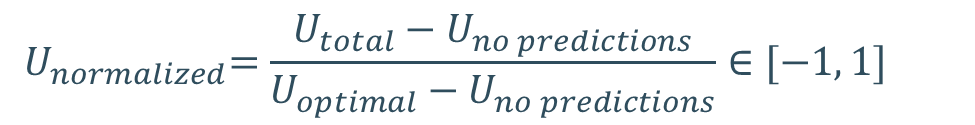 U_normalized = (U_total − U_no predictions) / (U_optimal − U_no predictions) ∈ [−1, 1]